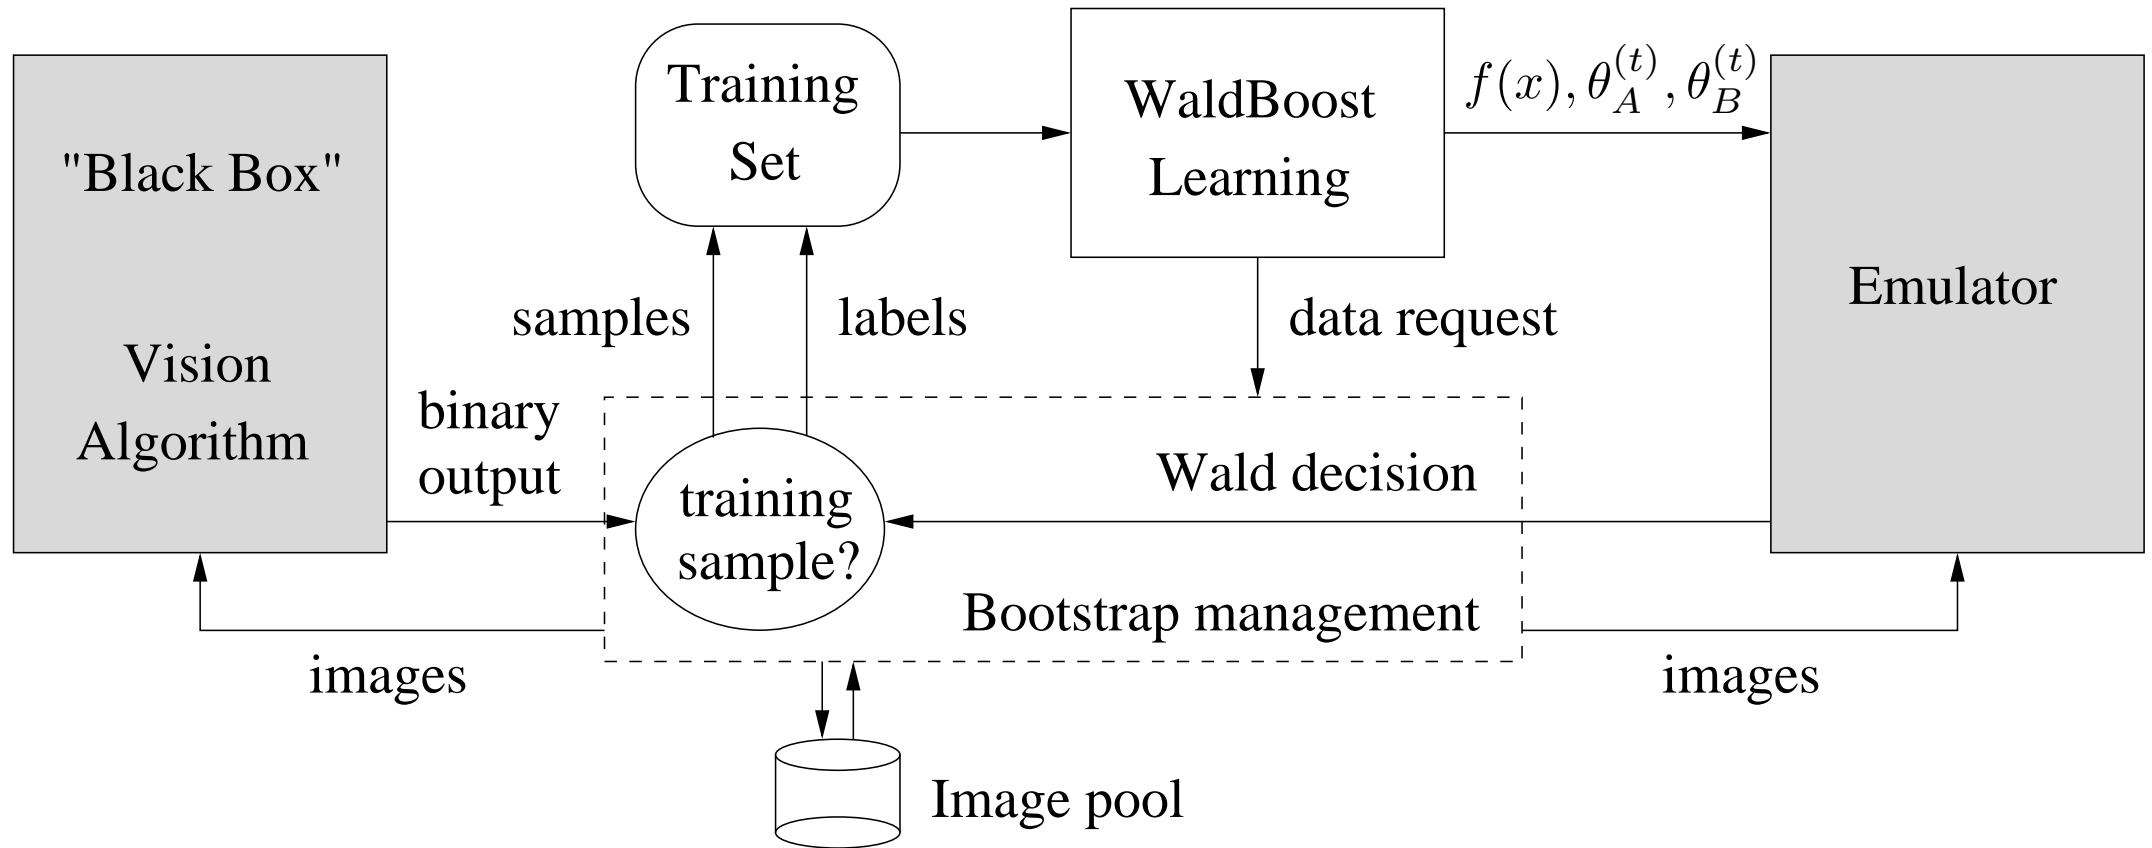 "Black Box"
Vision
Algorithm
Training
Set
WaldBoost
Learning
f(x), θ_A^{(t)}, θ_B^{(t)}
Emulator
samples
labels
data request
binary
output
training
sample?
Wald decision
Bootstrap management
images
images
Image pool